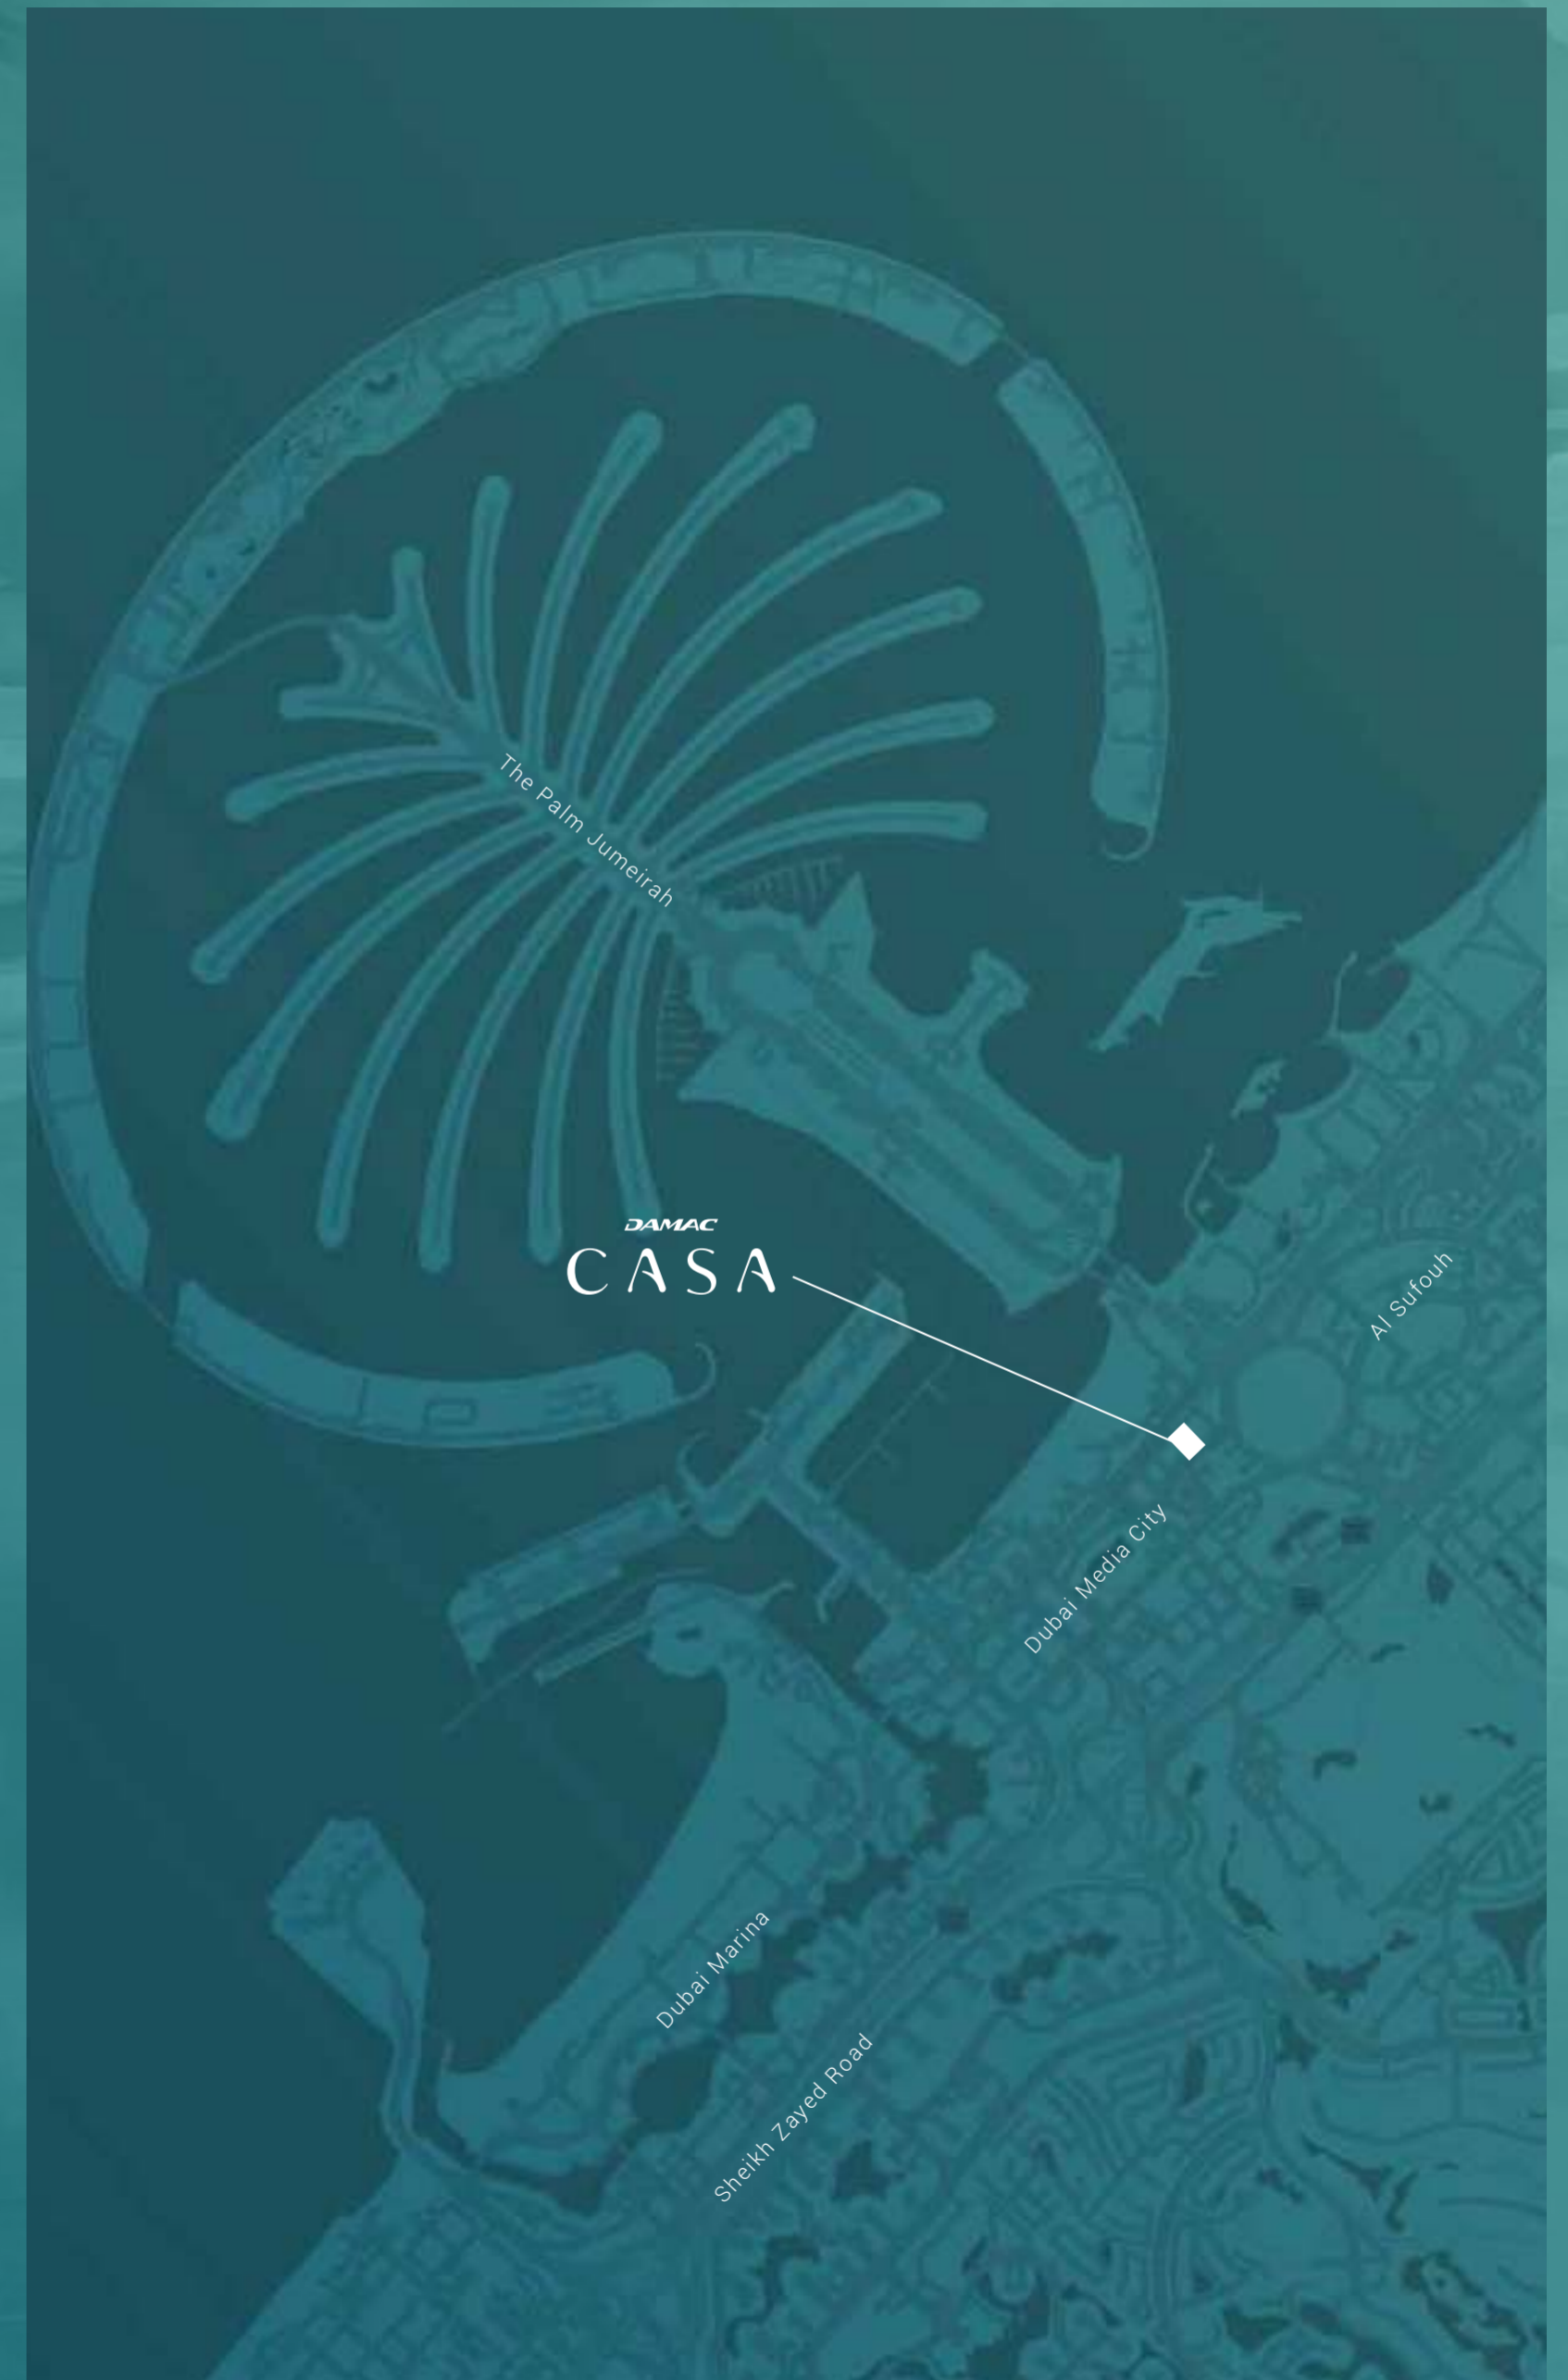 The Palm Jumeirah
DAMAC
CASA
Al Sufouh
Dubai Media City
Dubai Marina
Sheikh Zayed Road